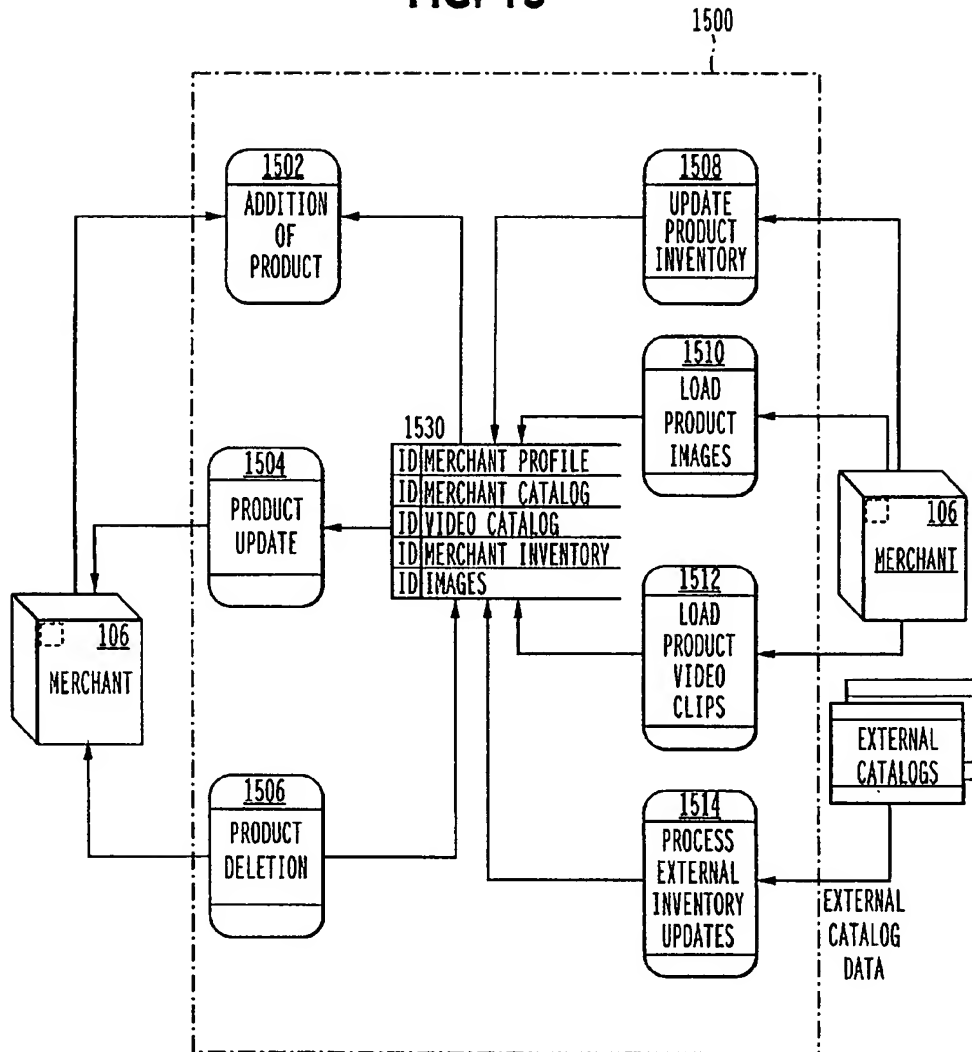 1500
1502
ADDITION
OF
PRODUCT
1508
UPDATE
PRODUCT
INVENTORY
1510
LOAD
PRODUCT
IMAGES
1530
ID MERCHANT PROFILE
ID MERCHANT CATALOG
ID VIDEO CATALOG
ID MERCHANT INVENTORY
ID IMAGES
1504
PRODUCT
UPDATE
106
MERCHANT
106
MERCHANT
1512
LOAD
PRODUCT
VIDEO
CLIPS
EXTERNAL
CATALOGS
1506
PRODUCT
DELETION
1514
PROCESS
EXTERNAL
INVENTORY
UPDATES
EXTERNAL
CATALOG
DATA